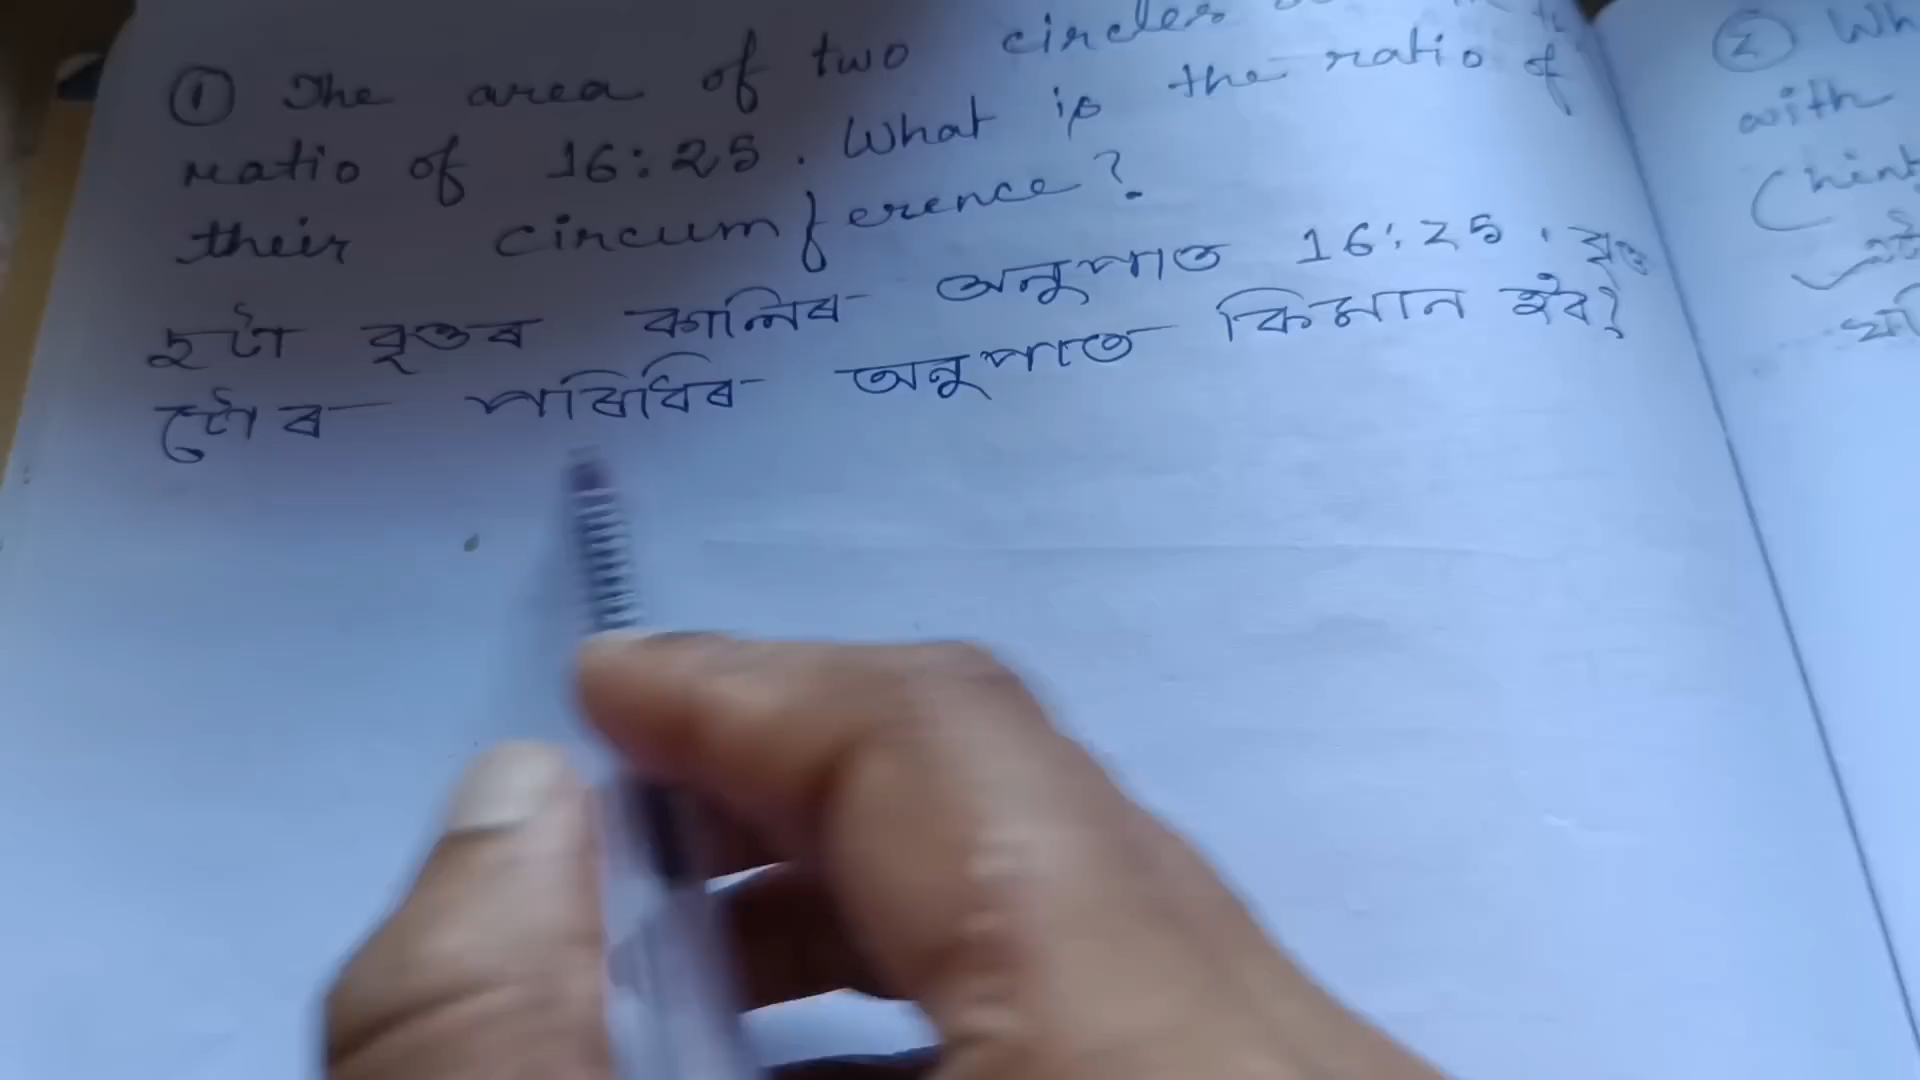 ① The area of two circles
ratio of 16:25. What is the ratio of
their circumference?
দুটা বৃত্তৰ কালিৰ অনুপাত 16:25. বৃত্ত
দুটাৰ পৰিধিৰ অনুপাত কিমান হ'ব?
② Wh
with